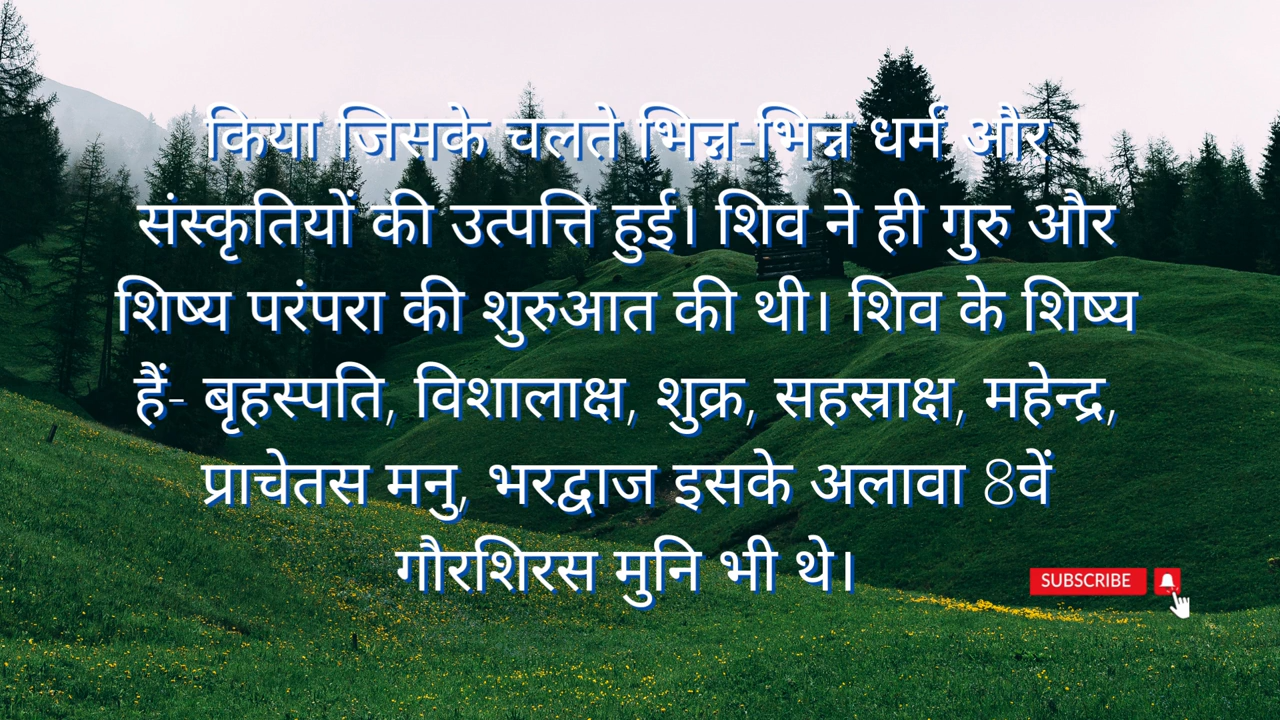 किया जिसके चलते भिन्न-भिन्न धर्म और
संस्कृतियों की उत्पत्ति हुई। शिव ने ही गुरु और
शिष्य परंपरा की शुरुआत की थी। शिव के शिष्य
हैं- बृहस्पति, विशालाक्ष, शुक्र, सहस्राक्ष, महेन्द्र,
प्राचेतस मनु, भरद्वाज इसके अलावा 8वें
गौरशिरस मुनि भी थे।
SUBSCRIBE